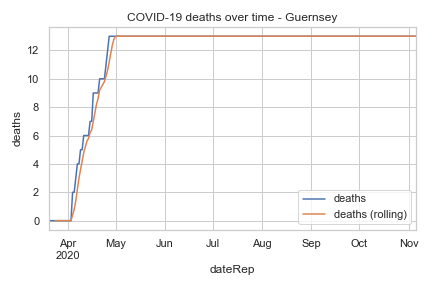 COVID-19 deaths over time - Guernsey
deaths
12
10
8
6
4
2
0
Apr May Jun Jul Aug Sep Oct Nov
2020
dateRep
deaths
deaths (rolling)